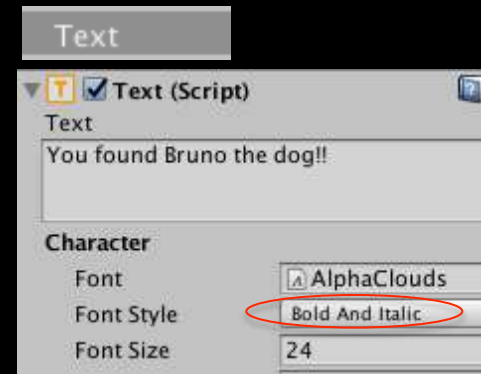 Text
T Text (Script)
Text
You found Bruno the dog!!
Character
Font AlphaClouds
Font Style Bold And Italic
Font Size 24